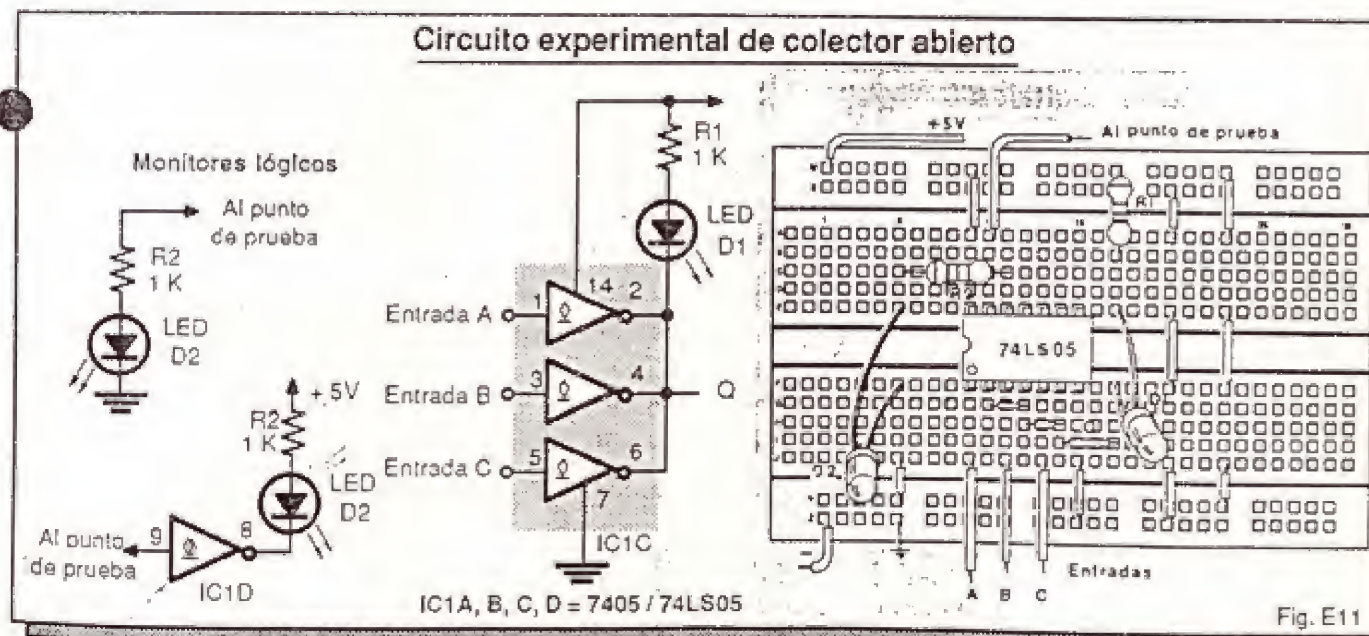 Circuito experimental de colector abierto
Monitores lógicos
Al punto
de prueba
R2
1 K
LED
D2
+ 5V
R2
1 K
LED
D2
Al punto
de prueba
9
8
IC1D
R1
1 K
LED
D1
Entrada A
1
14
2
Entrada B
3
4
Q
Entrada C
5
6
7
IC1C
IC1A, B, C, D = 7405 / 74LS05
+5V
Al punto de prueba
R1
R2
74LS05
D2
Entradas
A B C
Fig. E11